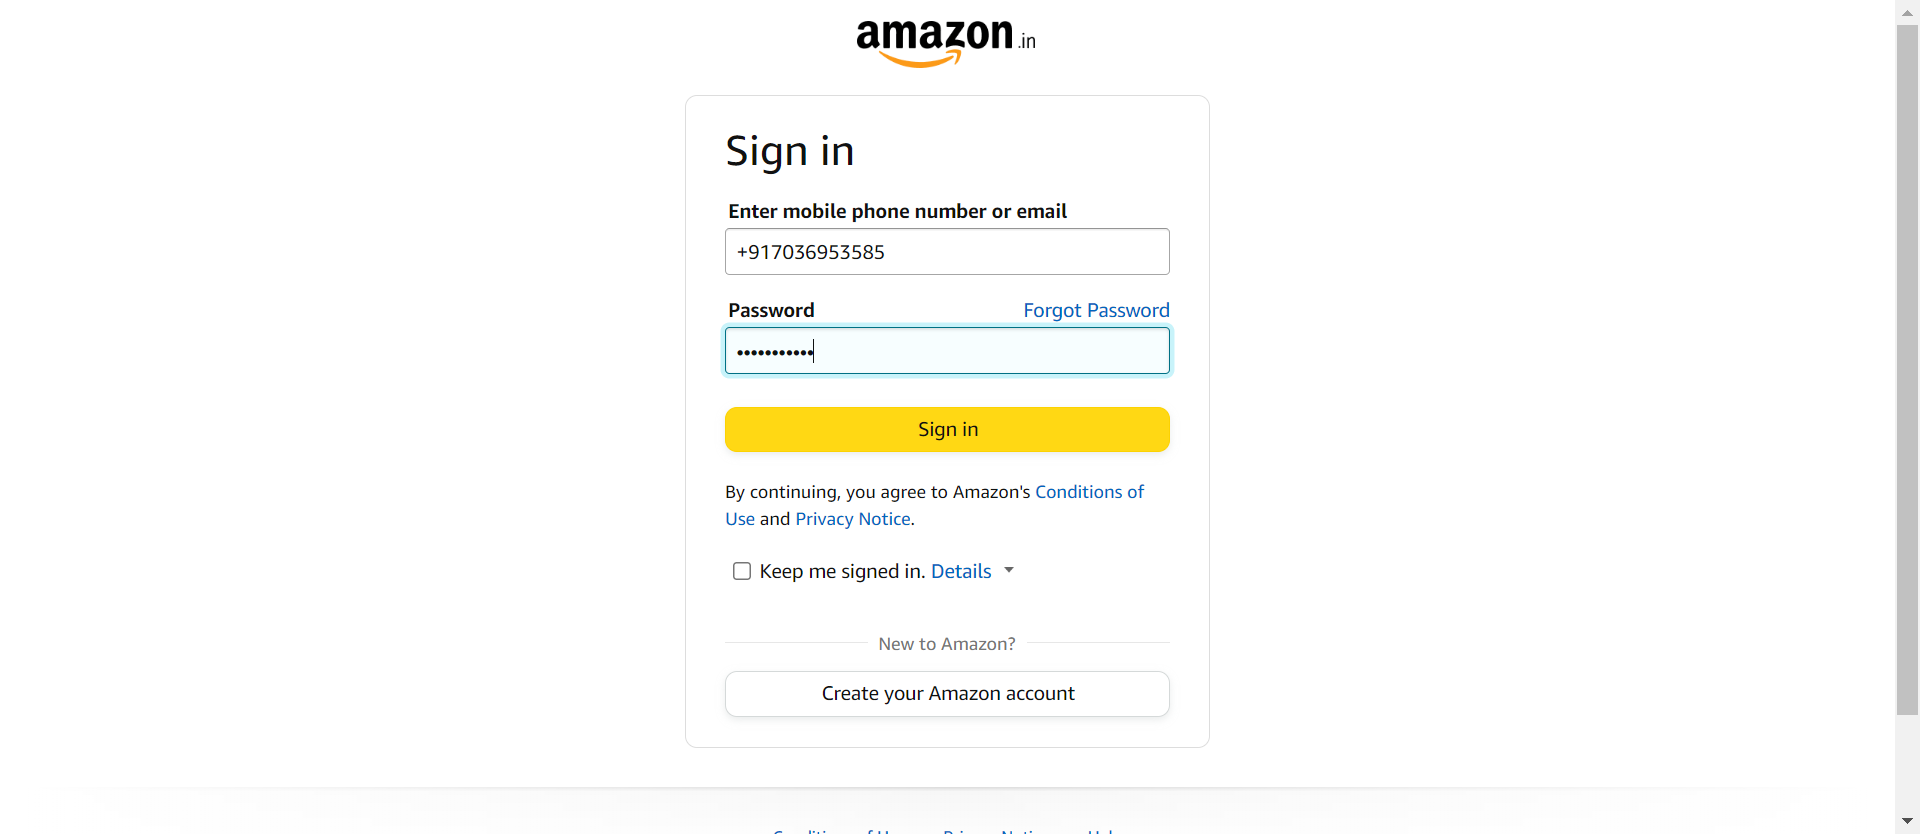 amazon.in
Sign in
Enter mobile phone number or email
+917036953585
Password Forgot Password
•••••••••••
Sign in
By continuing, you agree to Amazon's Conditions of
Use and Privacy Notice.
Keep me signed in. Details
New to Amazon?
Create your Amazon account